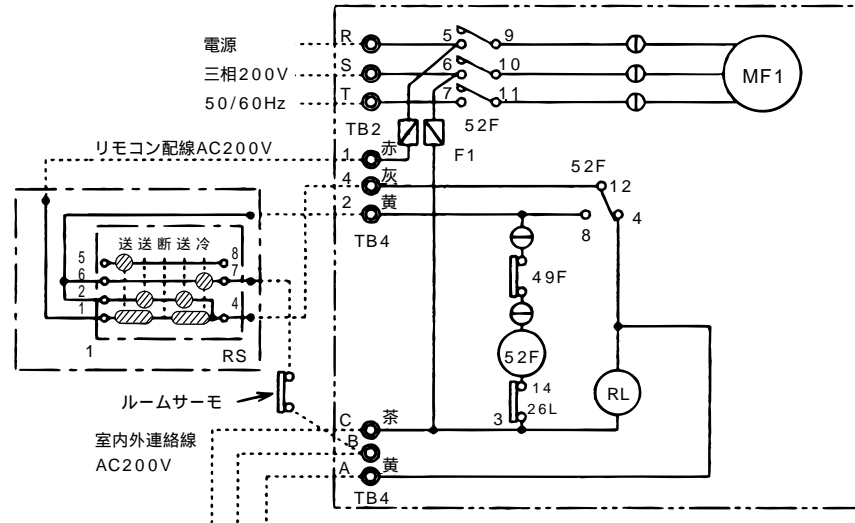 R 5 9
電源
S 6 10
三相200V
MF1
T 7 11
50/60Hz
TB2 52F
F1
リモコン配線AC200V
1 赤
4 灰
52F
12
2 黄
TB4
8 4
送 送 断 送 冷
5 8
6 7
2
1 4
1 RS
49F
52F
14
26L
3
RL
ルームサーモ
C 茶
室内外連絡線
B
AC200V
A 黄
TB4